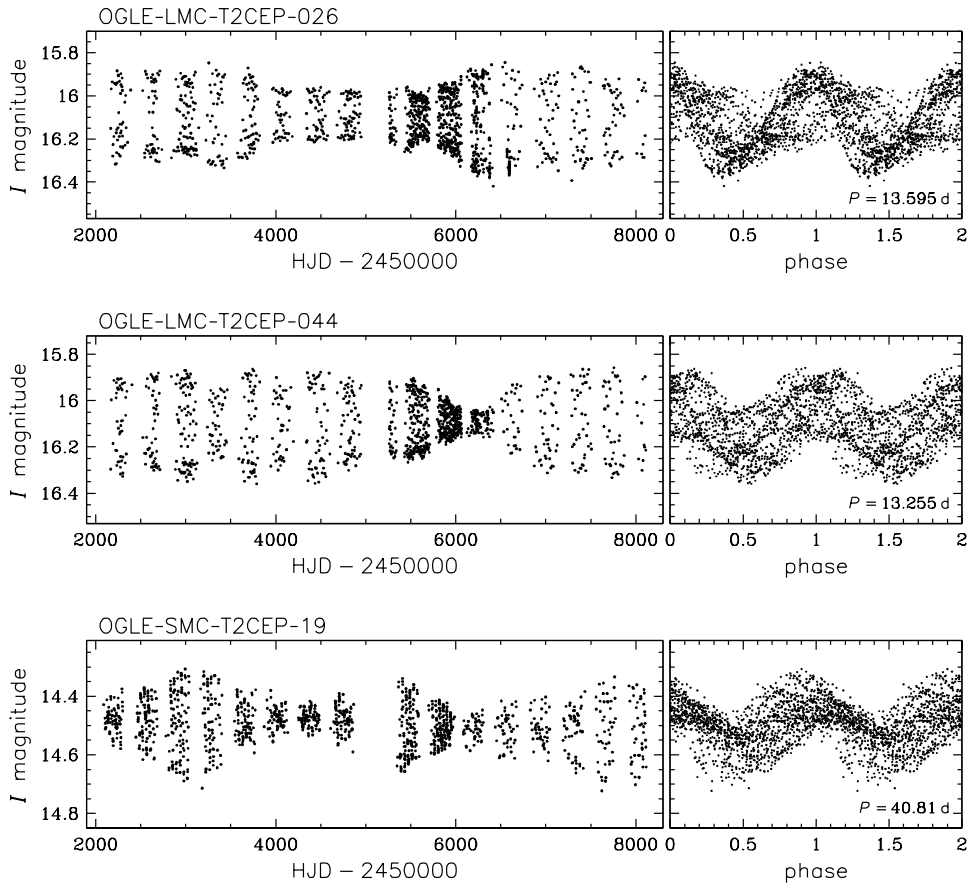 OGLE-LMC-T2CEP-026
I magnitude
15.8
16
16.2
16.4
P = 13.595 d
2000 4000 6000 8000 0 0.5 1 1.5 2
HJD − 2450000 phase
OGLE-LMC-T2CEP-044
I magnitude
15.8
16
16.2
16.4
P = 13.255 d
2000 4000 6000 8000 0 0.5 1 1.5 2
HJD − 2450000 phase
OGLE-SMC-T2CEP-19
I magnitude
14.4
14.6
14.8
P = 40.81 d
2000 4000 6000 8000 0 0.5 1 1.5 2
HJD − 2450000 phase